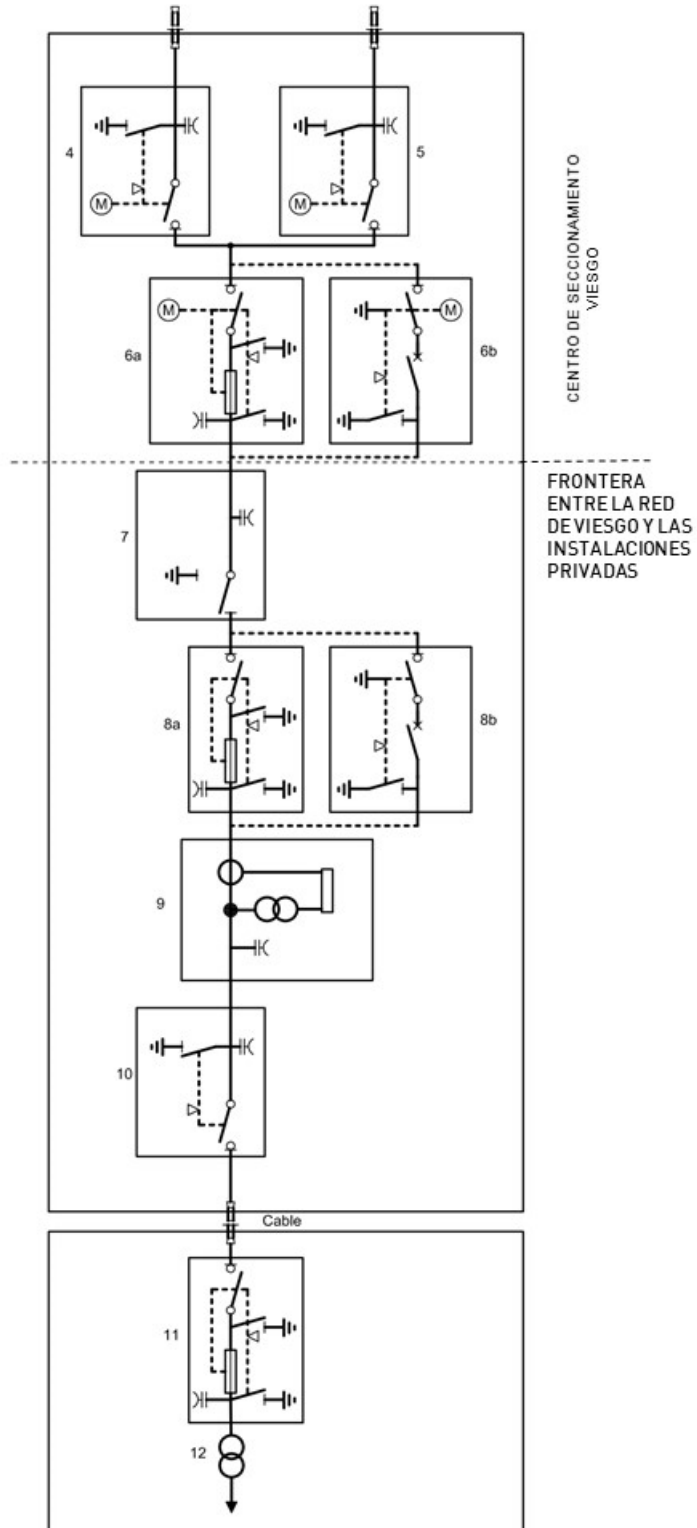 4
5
M
M
CENTRO DE SECCIONAMIENTO
VIESGO
6a
M
M
6b
FRONTERA
ENTRE LA RED
DE VIESGO Y LAS
INSTALACIONES
PRIVADAS
7
8a
8b
9
10
Cable
11
12